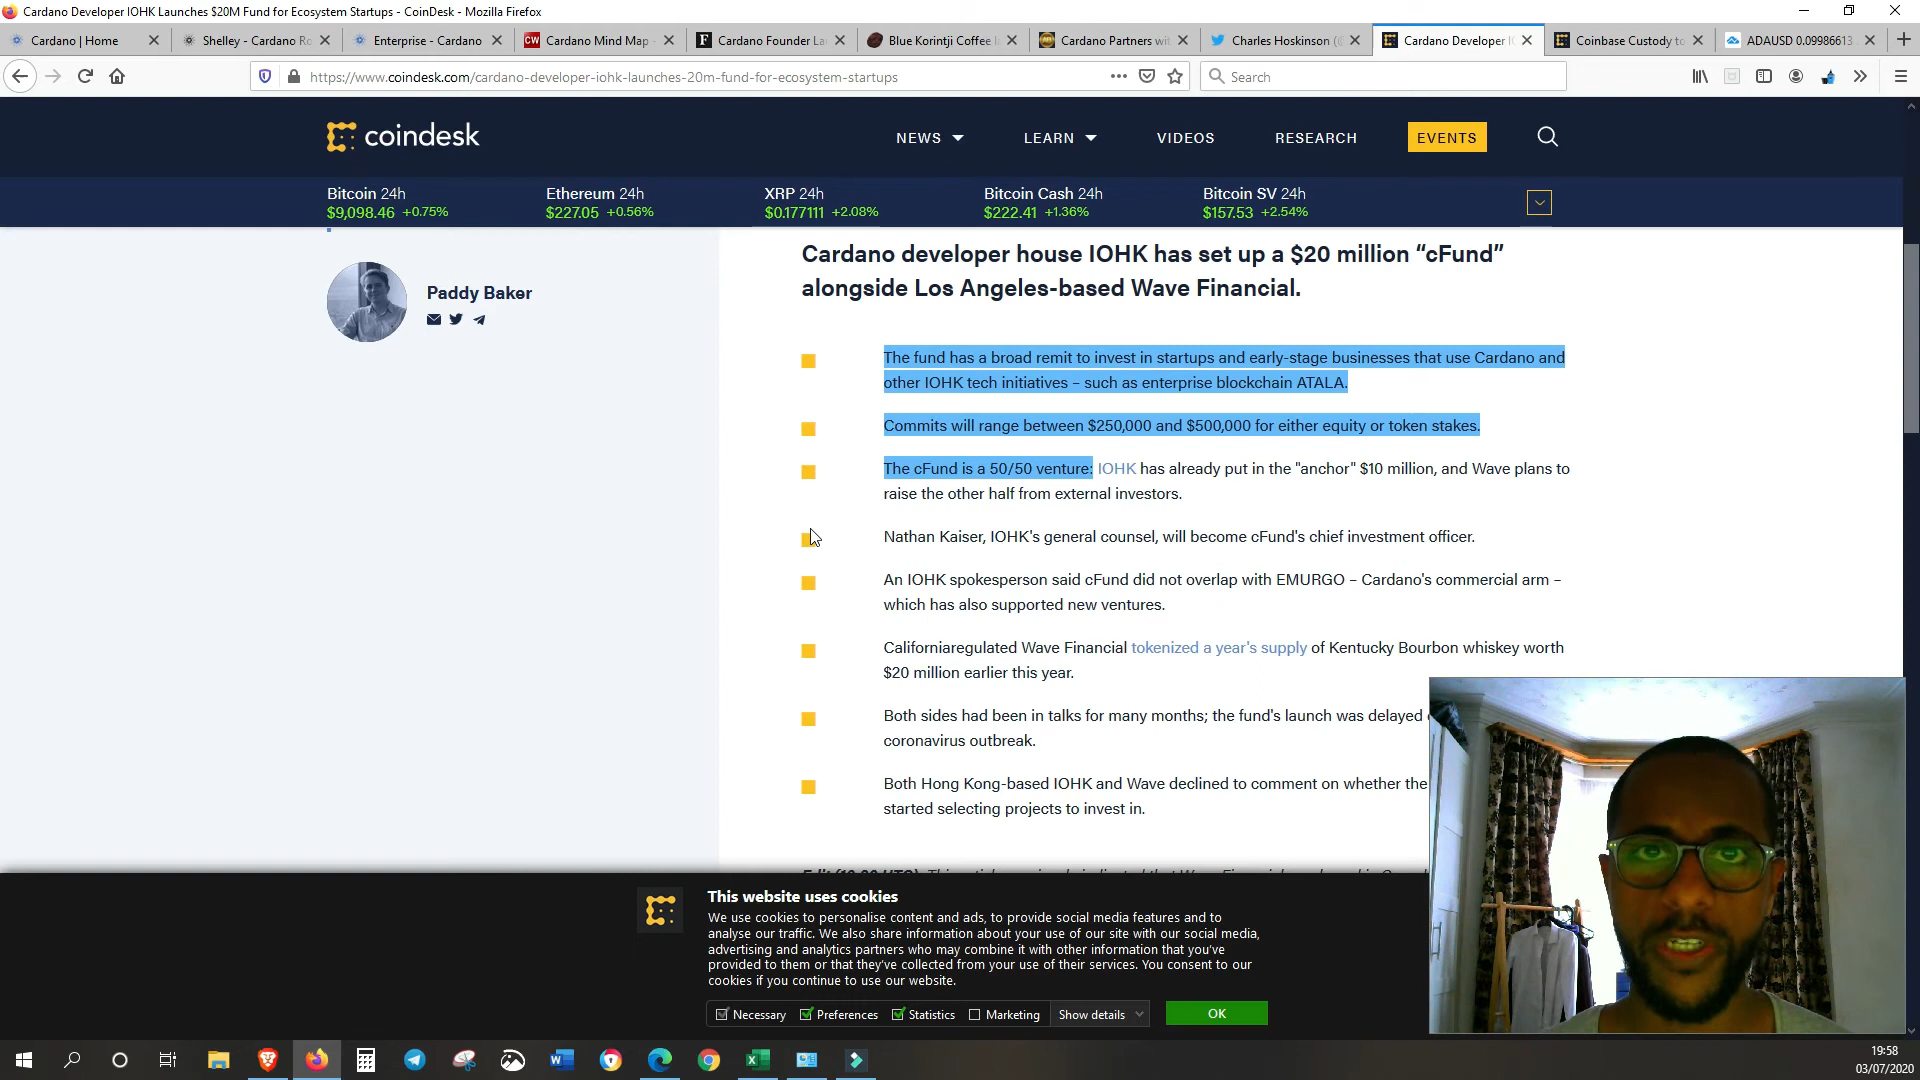 Cardano Developer IOHK Launches $20M Fund for Ecosystem Startups - CoinDesk - Mozilla Firefox
Cardano | Home
Shelley - Cardano Ro
Enterprise - Cardano
CW Cardano Mind Map -
F Cardano Founder La
Blue Korintji Coffee I
Cardano Partners wi
Charles Hoskinson (
Cardano Developer I
Coinbase Custody to
ADAUSD 0.09986613
https://www.coindesk.com/cardano-developer-iohk-launches-20m-fund-for-ecosystem-startups
Search
coindesk
NEWS
LEARN
VIDEOS
RESEARCH
EVENTS
Bitcoin 24h
$9,098.46 +0.75%
Ethereum 24h
$227.05 +0.56%
XRP 24h
$0.177111 +2.08%
Bitcoin Cash 24h
$222.41 +1.36%
Bitcoin SV 24h
$157.53 +2.54%
Paddy Baker
Cardano developer house IOHK has set up a $20 million “cFund”
alongside Los Angeles-based Wave Financial.
The fund has a broad remit to invest in startups and early-stage businesses that use Cardano and
other IOHK tech initiatives – such as enterprise blockchain ATALA.
Commits will range between $250,000 and $500,000 for either equity or token stakes.
The cFund is a 50/50 venture: IOHK has already put in the "anchor" $10 million, and Wave plans to
raise the other half from external investors.
Nathan Kaiser, IOHK's general counsel, will become cFund's chief investment officer.
An IOHK spokesperson said cFund did not overlap with EMURGO – Cardano's commercial arm –
which has also supported new ventures.
Californiaregulated Wave Financial tokenized a year's supply of Kentucky Bourbon whiskey worth
$20 million earlier this year.
Both sides had been in talks for many months; the fund's launch was delayed
coronavirus outbreak.
Both Hong Kong-based IOHK and Wave declined to comment on whether the
started selecting projects to invest in.
This website uses cookies
We use cookies to personalise content and ads, to provide social media features and to
analyse our traffic. We also share information about your use of our site with our social media,
advertising and analytics partners who may combine it with other information that you've
provided to them or that they've collected from your use of their services. You consent to our
cookies if you continue to use our website.
Necessary
Preferences
Statistics
Marketing
Show details
OK
19:58
03/07/2020